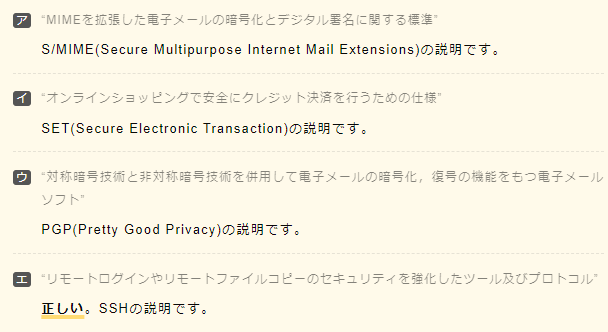 ア “MIMEを拡張した電子メールの暗号化とデジタル署名に関する標準”
S/MIME(Secure Multipurpose Internet Mail Extensions)の説明です。
イ “オンラインショッピングで安全にクレジット決済を行うための仕様”
SET(Secure Electronic Transaction)の説明です。
ウ “対称暗号技術と非対称暗号技術を併用して電子メールの暗号化，復号の機能をもつ電子メール
ソフト”
PGP(Pretty Good Privacy)の説明です。
エ “リモートログインやリモートファイルコピーのセキュリティを強化したツール及びプロトコル”
正しい。SSHの説明です。